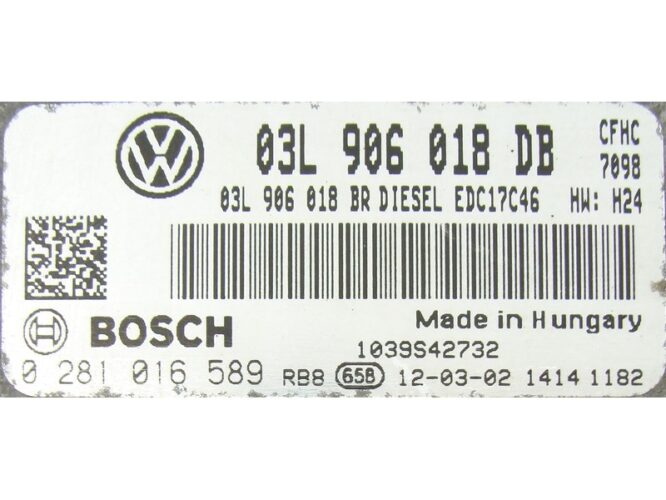 03L 906 018 DB CFHC
7098
03L 906 018 BR DIESEL EDC17C46 HW: H24
BOSCH
Made in Hungary
1039S42732
0 281 016 589 RB8 658 12-03-02 1414 1182